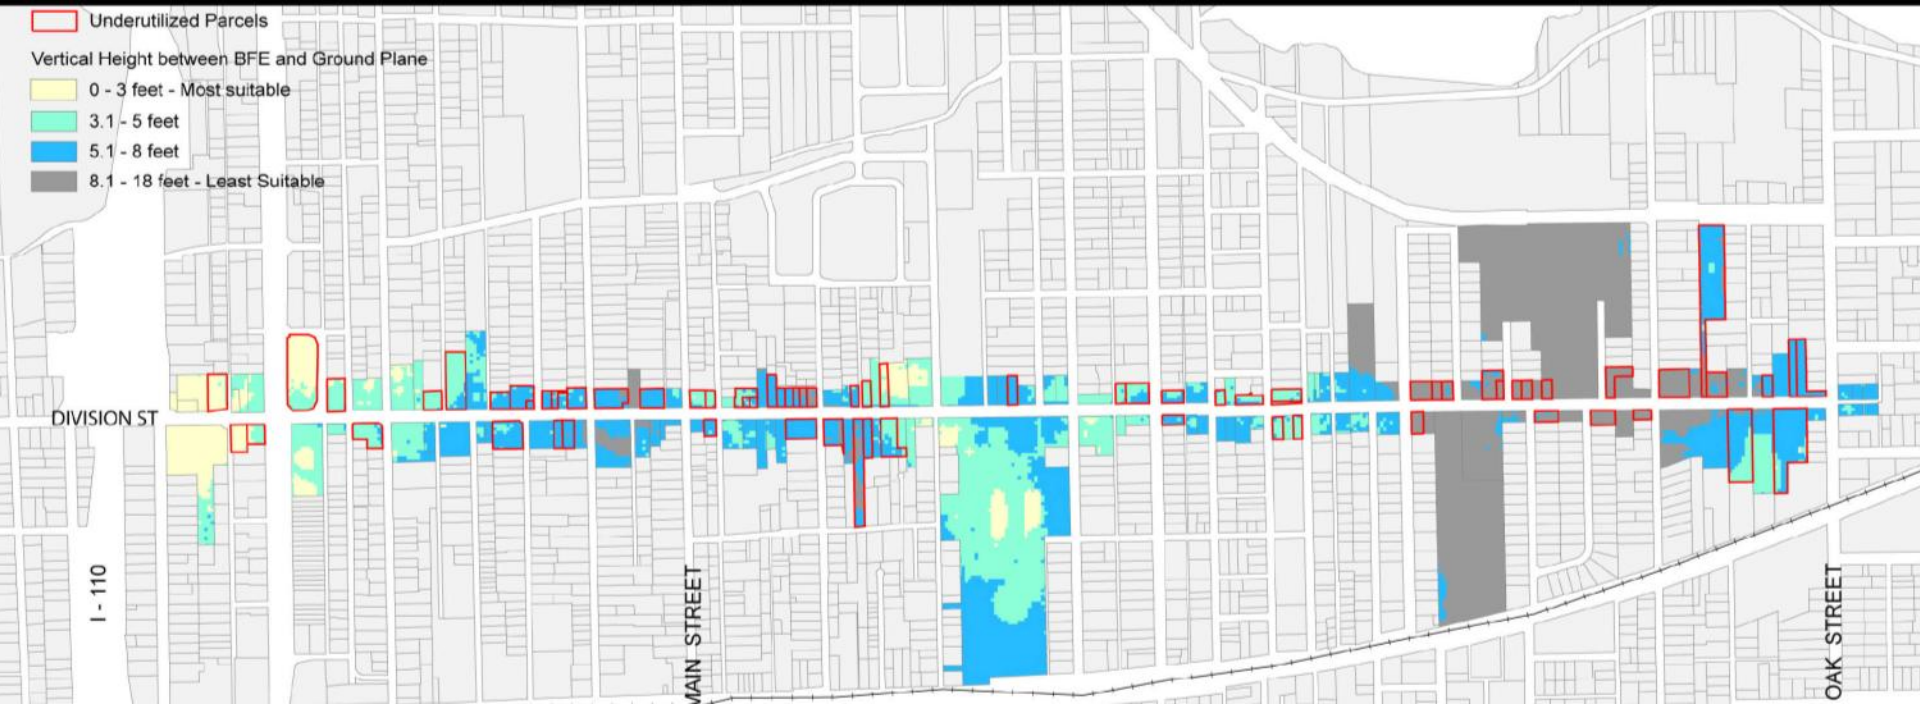 Underutilized Parcels
Vertical Height between BFE and Ground Plane
0 - 3 feet - Most suitable
3.1 - 5 feet
5.1 - 8 feet
8.1 - 18 feet - Least Suitable
DIVISION ST
I - 110
MAIN STREET
OAK STREET